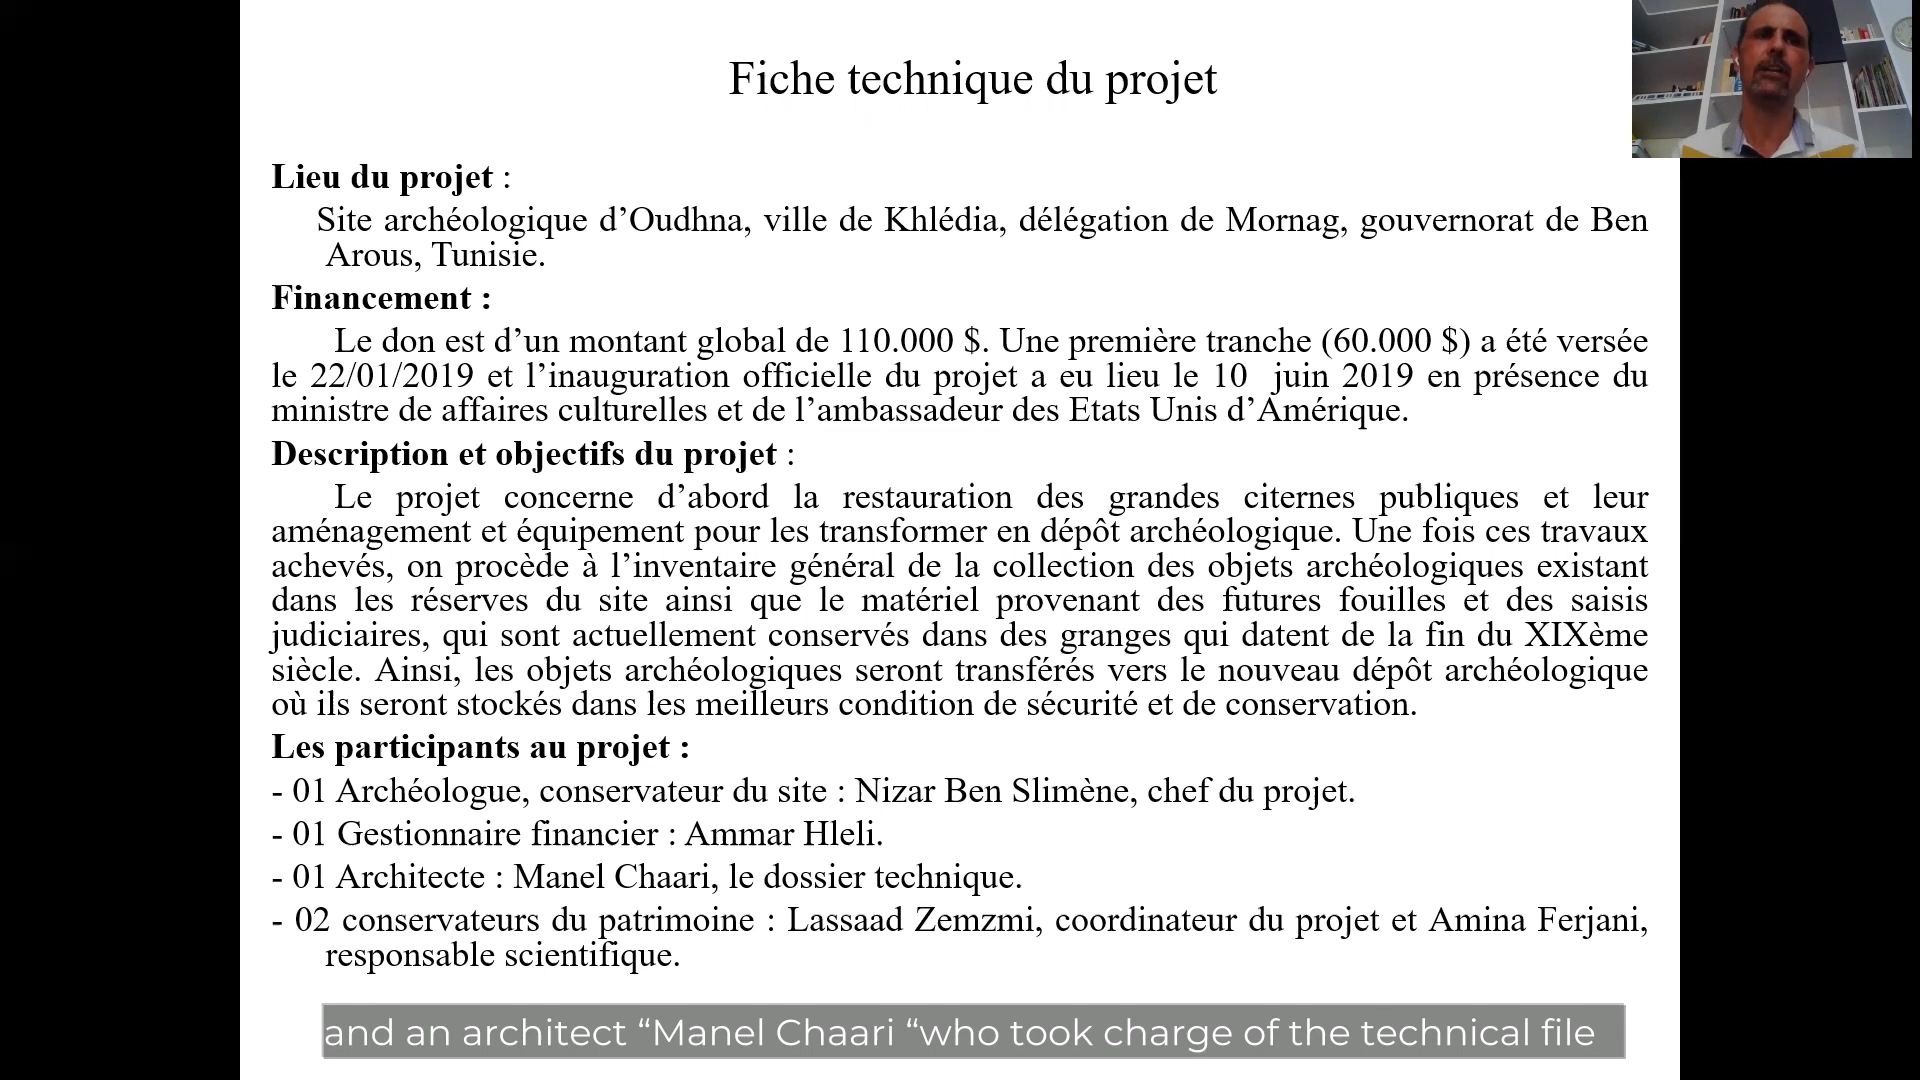 Fiche technique du projet
Lieu du projet :
Site archéologique d’Oudhna, ville de Khlédia, délégation de Mornag, gouvernorat de Ben
Arous, Tunisie.
Financement :
Le don est d’un montant global de 110.000 $. Une première tranche (60.000 $) a été versée
le 22/01/2019 et l’inauguration officielle du projet a eu lieu le 10 juin 2019 en présence du
ministre de affaires culturelles et de l’ambassadeur des Etats Unis d’Amérique.
Description et objectifs du projet :
Le projet concerne d’abord la restauration des grandes citernes publiques et leur
aménagement et équipement pour les transformer en dépôt archéologique. Une fois ces travaux
achevés, on procède à l’inventaire général de la collection des objets archéologiques existant
dans les réserves du site ainsi que le matériel provenant des futures fouilles et des saisis
judiciaires, qui sont actuellement conservés dans des granges qui datent de la fin du XIXème
siècle. Ainsi, les objets archéologiques seront transférés vers le nouveau dépôt archéologique
où ils seront stockés dans les meilleurs condition de sécurité et de conservation.
Les participants au projet :
- 01 Archéologue, conservateur du site : Nizar Ben Slimène, chef du projet.
- 01 Gestionnaire financier : Ammar Hleli.
- 01 Architecte : Manel Chaari, le dossier technique.
- 02 conservateurs du patrimoine : Lassaad Zemzmi, coordinateur du projet et Amina Ferjani,
responsable scientifique.
and an architect “Manel Chaari “who took charge of the technical file